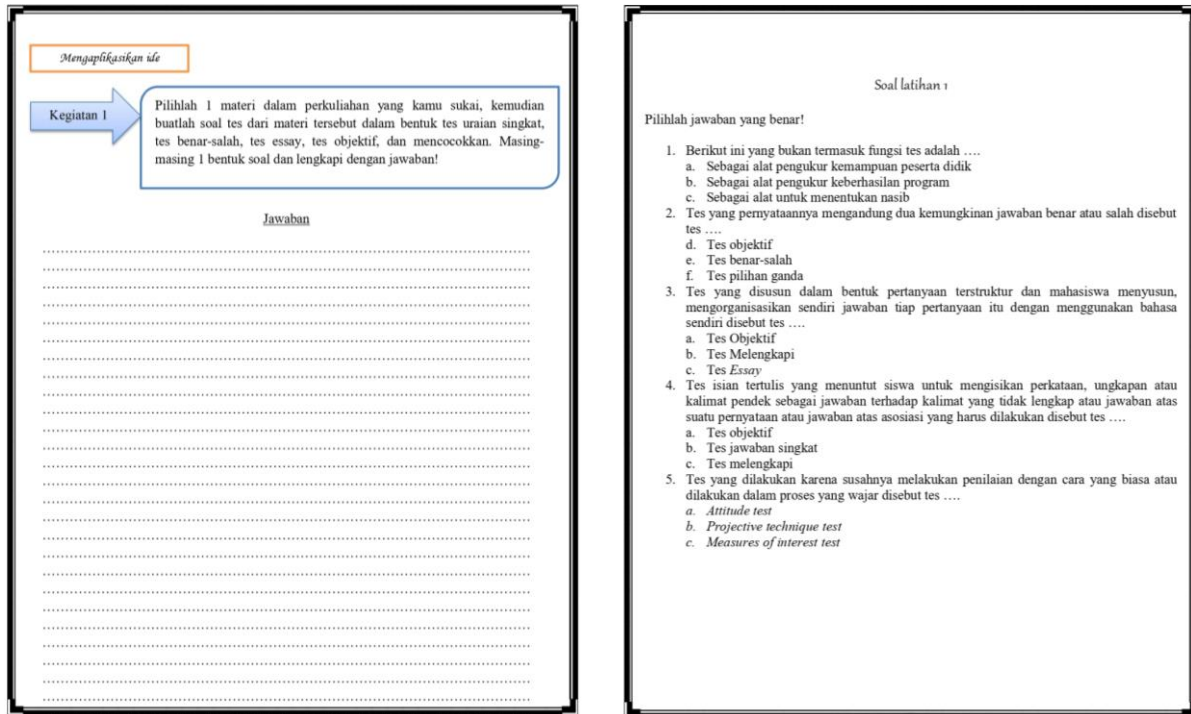 Mengaplikasikan ide
Kegiatan 1
Pilihlah 1 materi dalam perkuliahan yang kamu sukai, kemudian
buatlah soal tes dari materi tersebut dalam bentuk tes uraian singkat,
tes benar-salah, tes essay, tes objektif, dan mencocokkan. Masing-
masing 1 bentuk soal dan lengkapi dengan jawaban!
Jawaban
Soal latihan 1
Pilihlah jawaban yang benar!
1. Berikut ini yang bukan termasuk fungsi tes adalah ….
a. Sebagai alat pengukur kemampuan peserta didik
b. Sebagai alat pengukur keberhasilan program
c. Sebagai alat untuk menentukan nasib
2. Tes yang pernyataannya mengandung dua kemungkinan jawaban benar atau salah disebut
tes ….
d. Tes objektif
e. Tes benar-salah
f. Tes pilihan ganda
3. Tes yang disusun dalam bentuk pertanyaan terstruktur dan mahasiswa menyusun,
mengorganisasikan sendiri jawaban tiap pertanyaan itu dengan menggunakan bahasa
sendiri disebut tes ….
a. Tes Objektif
b. Tes Melengkapi
c. Tes Essay
4. Tes isian tertulis yang menuntut siswa untuk mengisikan perkataan, ungkapan atau
kalimat pendek sebagai jawaban terhadap kalimat yang tidak lengkap atau jawaban atas
suatu pernyataan atau jawaban atas asosiasi yang harus dilakukan disebut tes ….
a. Tes objektif
b. Tes jawaban singkat
c. Tes melengkapi
5. Tes yang dilakukan karena susahnya melakukan penilaian dengan cara yang biasa atau
dilakukan dalam proses yang wajar disebut tes ….
a. Attitude test
b. Projective technique test
c. Measures of interest test